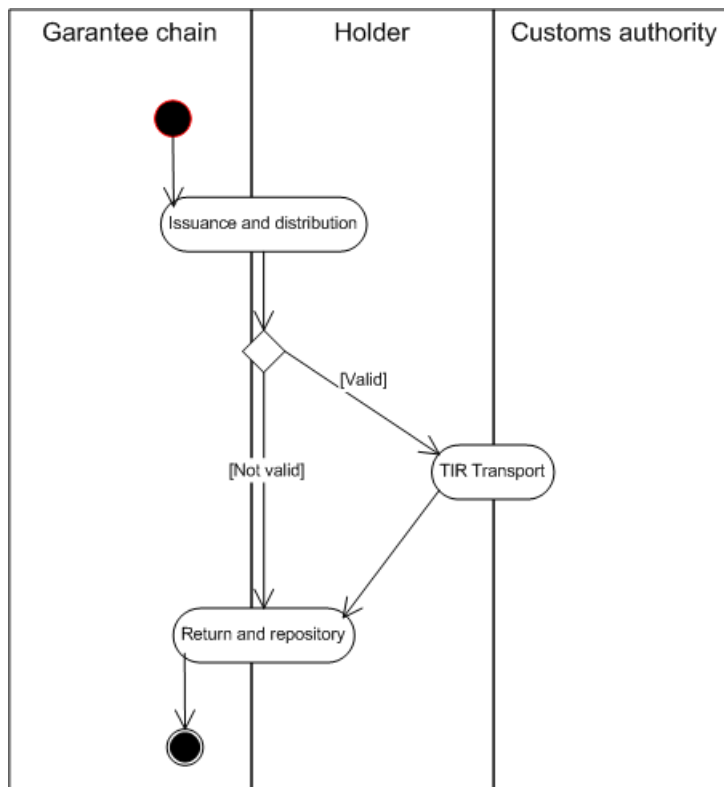 Garantee chain
Holder
Customs authority
Issuance and distribution
[Valid]
[Not valid]
TIR Transport
Return and repository